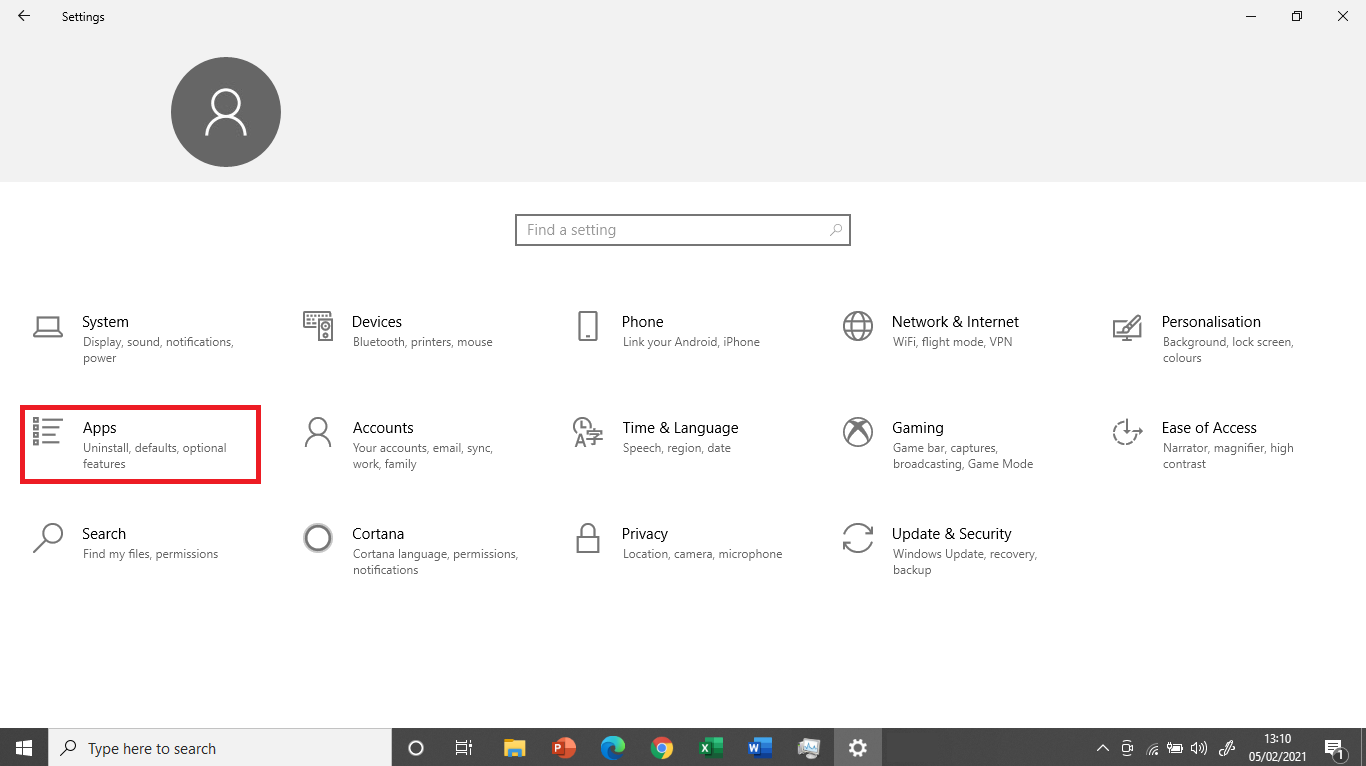 Settings
Find a setting
System
Display, sound, notifications,
power
Devices
Bluetooth, printers, mouse
Phone
Link your Android, iPhone
Network & Internet
WiFi, flight mode, VPN
Personalisation
Background, lock screen,
colours
Apps
Uninstall, defaults, optional
features
Accounts
Your accounts, email, sync,
work, family
Time & Language
Speech, region, date
Gaming
Game bar, captures,
broadcasting, Game Mode
Ease of Access
Narrator, magnifier, high
contrast
Search
Find my files, permissions
Cortana
Cortana language, permissions,
notifications
Privacy
Location, camera, microphone
Update & Security
Windows Update, recovery,
backup
Type here to search
13:10
05/02/2021
1